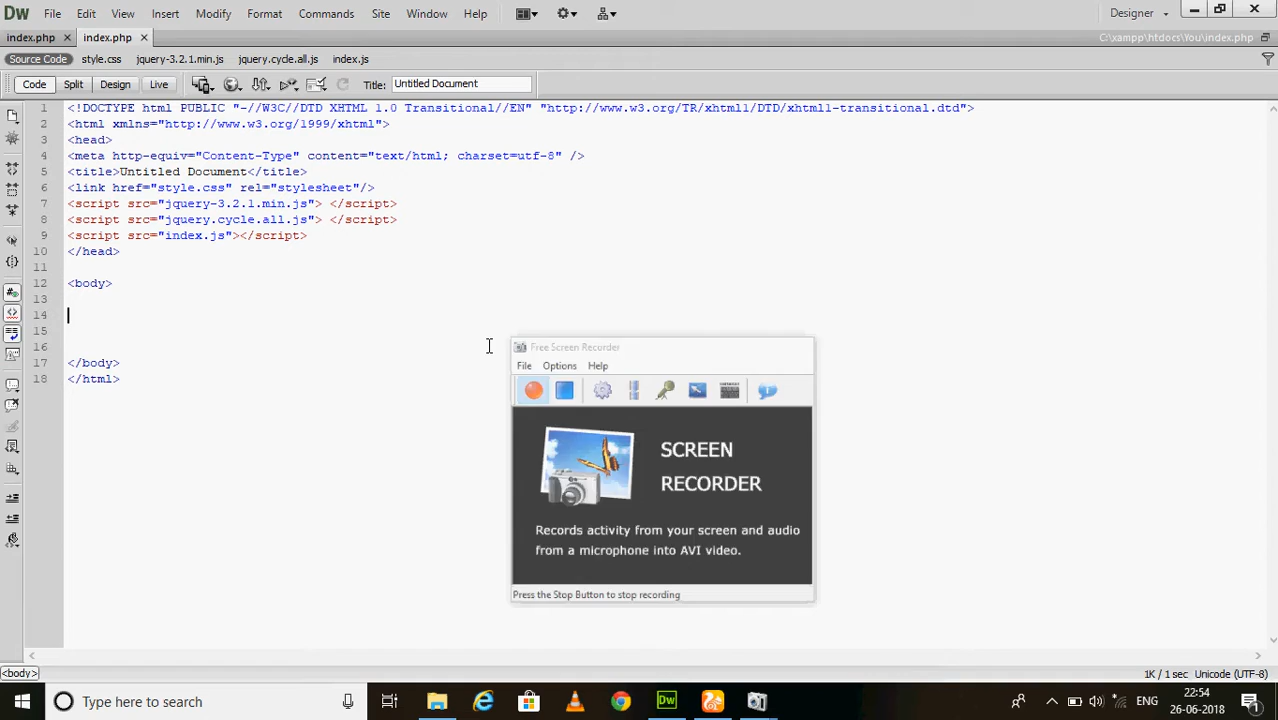 Dw File Edit View Insert Modify Format Commands Site Window Help Designer
index.php index.php C:\xampp\htdocs\You\index.php
Source Code style.css jquery-3.2.1.min.js jquery.cycle.all.js index.js
Code Split Design Live Title: Untitled Document
1 <!DOCTYPE html PUBLIC "-//W3C//DTD XHTML 1.0 Transitional//EN" "http://www.w3.org/TR/xhtml1/DTD/xhtml1-transitional.dtd">
2 <html xmlns="http://www.w3.org/1999/xhtml">
3 <head>
4 <meta http-equiv="Content-Type" content="text/html; charset=utf-8" />
5 <title>Untitled Document</title>
6 <link href="style.css" rel="stylesheet"/>
7 <script src="jquery-3.2.1.min.js"> </script>
8 <script src="jquery.cycle.all.js"> </script>
9 <script src="index.js"></script>
10 </head>
11
12 <body>
13
14
15
16
17 </body>
18 </html>
Free Screen Recorder
File Options Help
SCREEN
RECORDER
Records activity from your screen and audio
from a microphone into AVI video.
Press the Stop Button to stop recording
<body> 1K / 1 sec Unicode (UTF-8)
Type here to search Dw ENG 22:54
26-06-2018 1